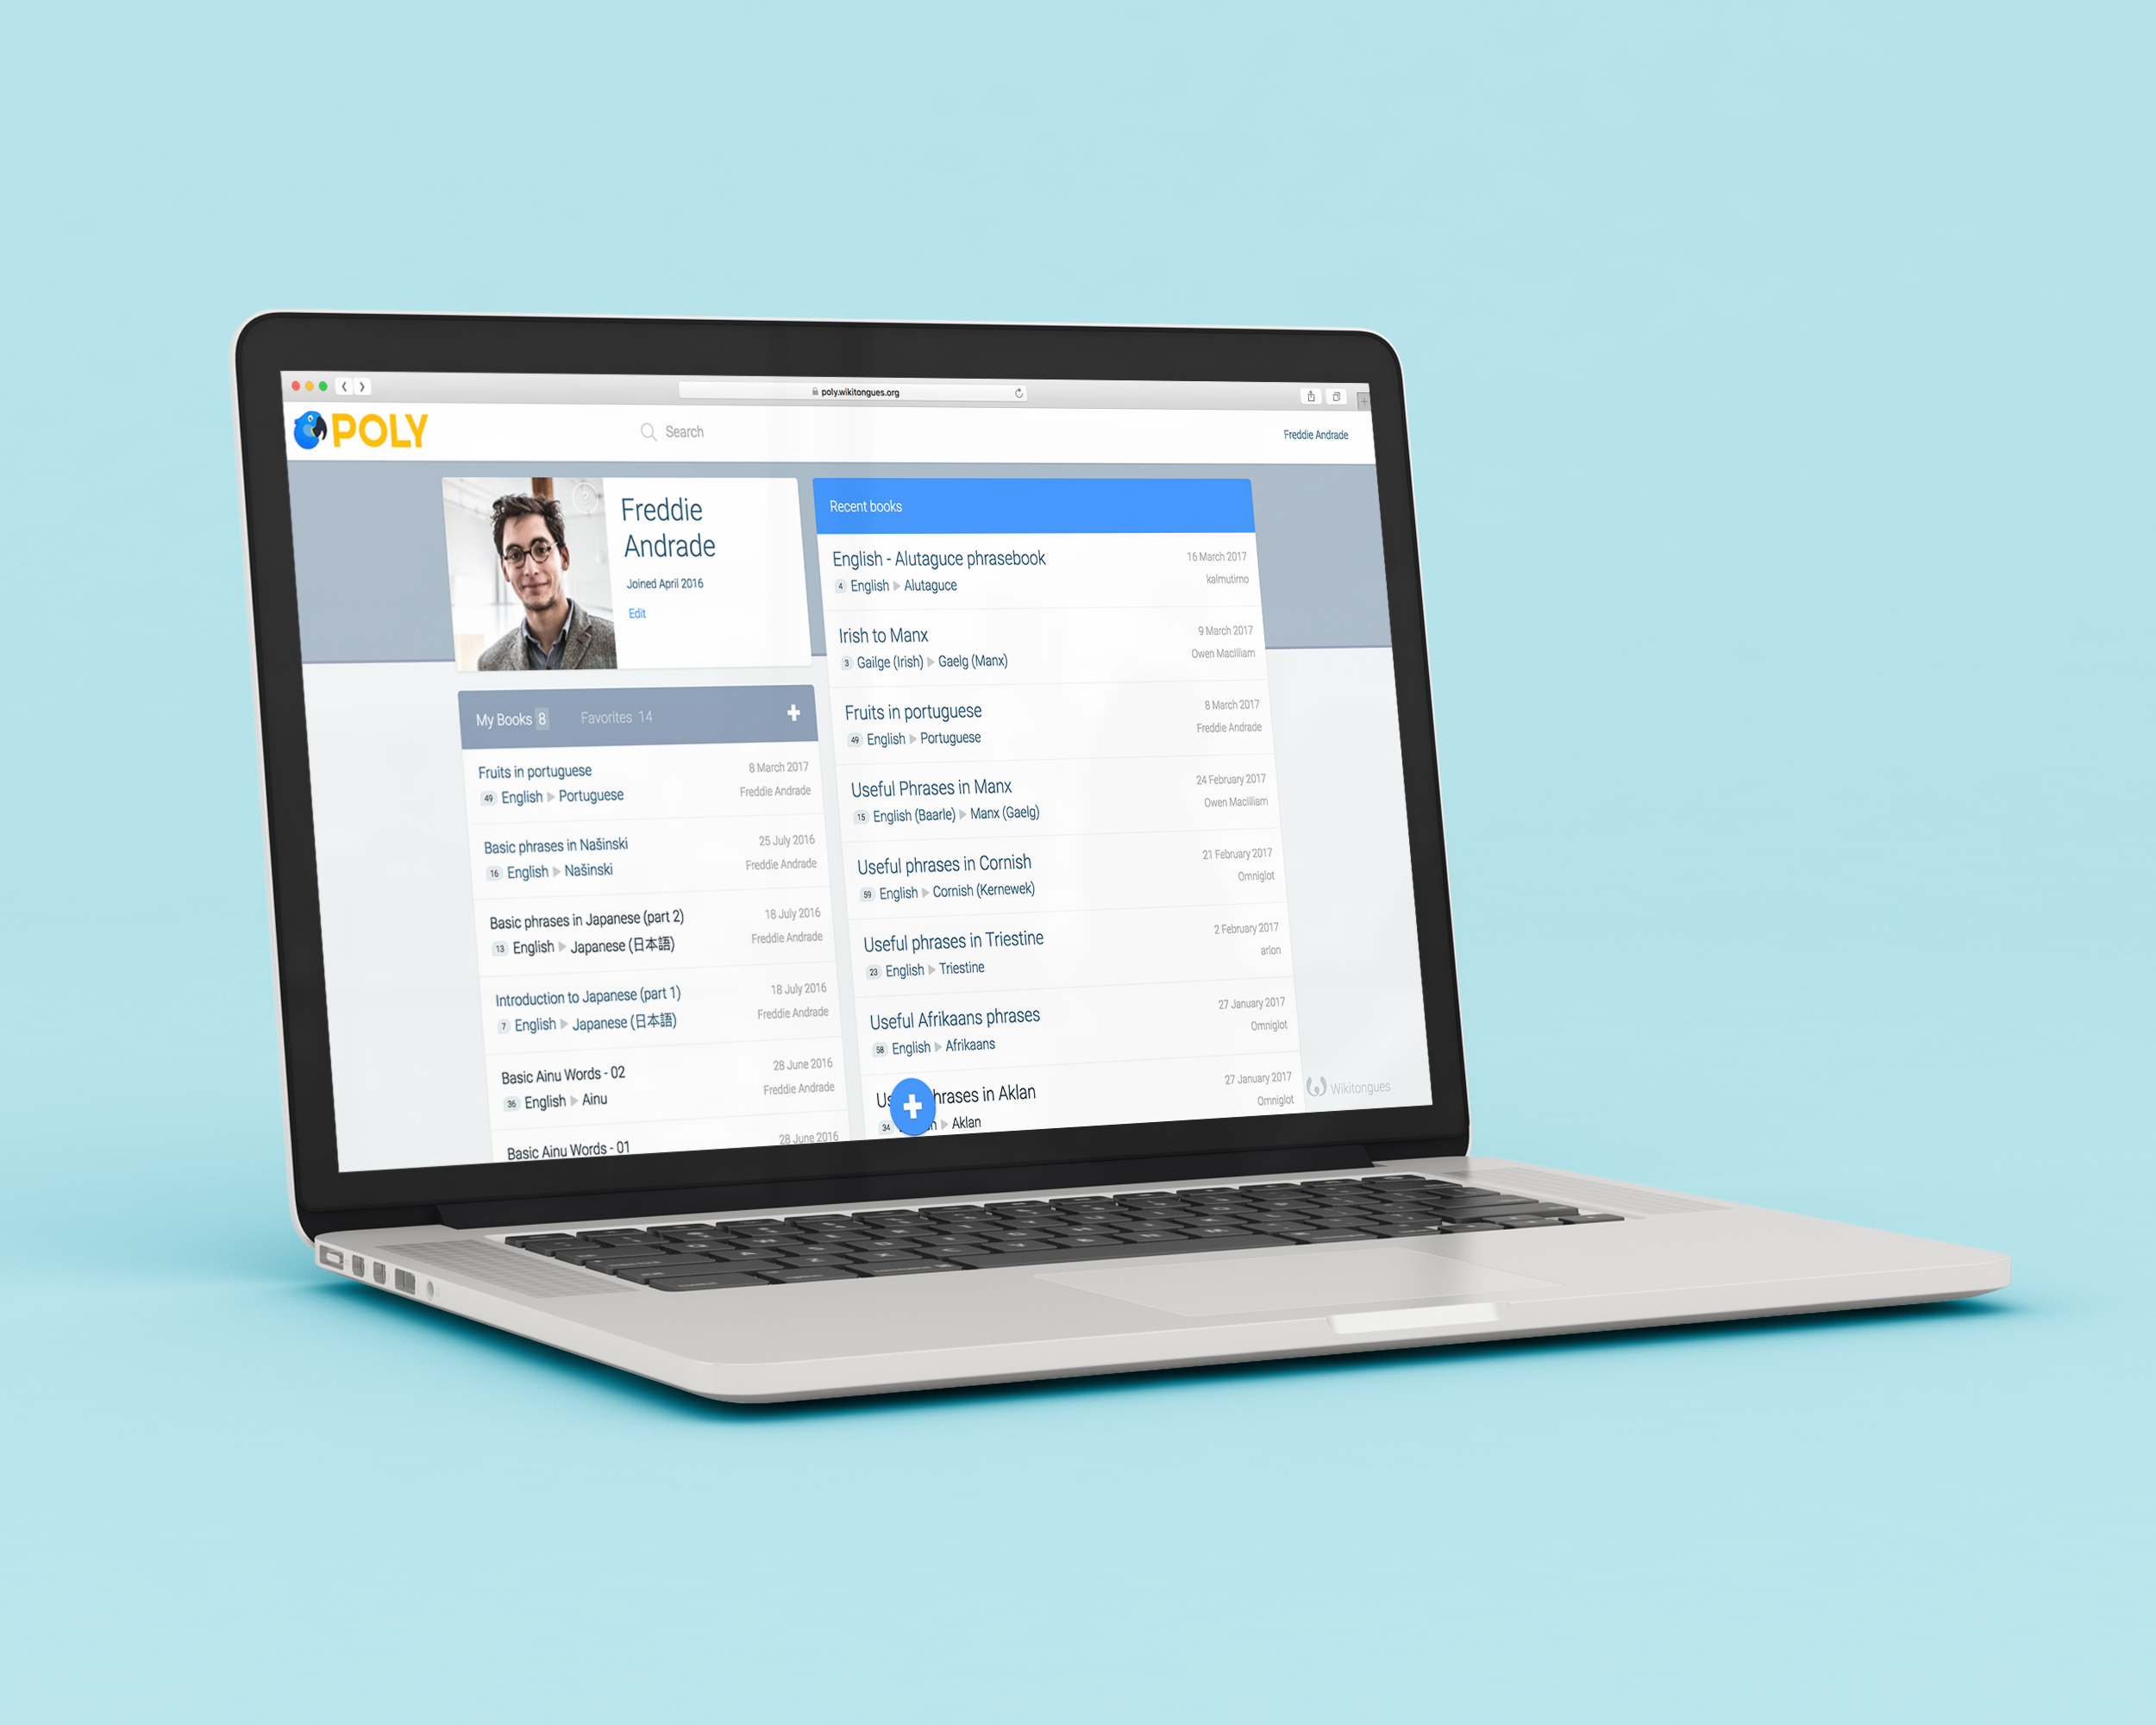 poly.wikitongues.org
POLY
Search
Freddie Andrade
Freddie
Andrade
Joined April 2016
Edit
My Books 8
Favorites 14
Fruits in portuguese
8 March 2017
49 English Portuguese
Freddie Andrade
Basic phrases in Našinski
25 July 2016
16 English Našinski
Freddie Andrade
Basic phrases in Japanese (part 2)
18 July 2016
13 English Japanese (日本語)
Freddie Andrade
Introduction to Japanese (part 1)
18 July 2016
7 English Japanese (日本語)
Freddie Andrade
Basic Ainu Words - 02
28 June 2016
36 English Ainu
Freddie Andrade
Basic Ainu Words - 01
28 June 2016
Recent books
English - Alutaguce phrasebook
16 March 2017
4 English Alutaguce
kalmutimo
Irish to Manx
9 March 2017
3 Gailge (Irish) Gaelg (Manx)
Owen Macliliam
Fruits in portuguese
8 March 2017
49 English Portuguese
Freddie Andrade
Useful Phrases in Manx
24 February 2017
15 English (Baarle) Manx (Gaelg)
Owen Macliliam
Useful phrases in Cornish
21 February 2017
59 English Cornish (Kernewek)
Omniglot
Useful phrases in Triestine
2 February 2017
23 English Triestine
arlon
Useful Afrikaans phrases
27 January 2017
58 English Afrikaans
Omniglot
in Aklan
27 January 2017
34 Aklan
Omniglot
Wikitongues